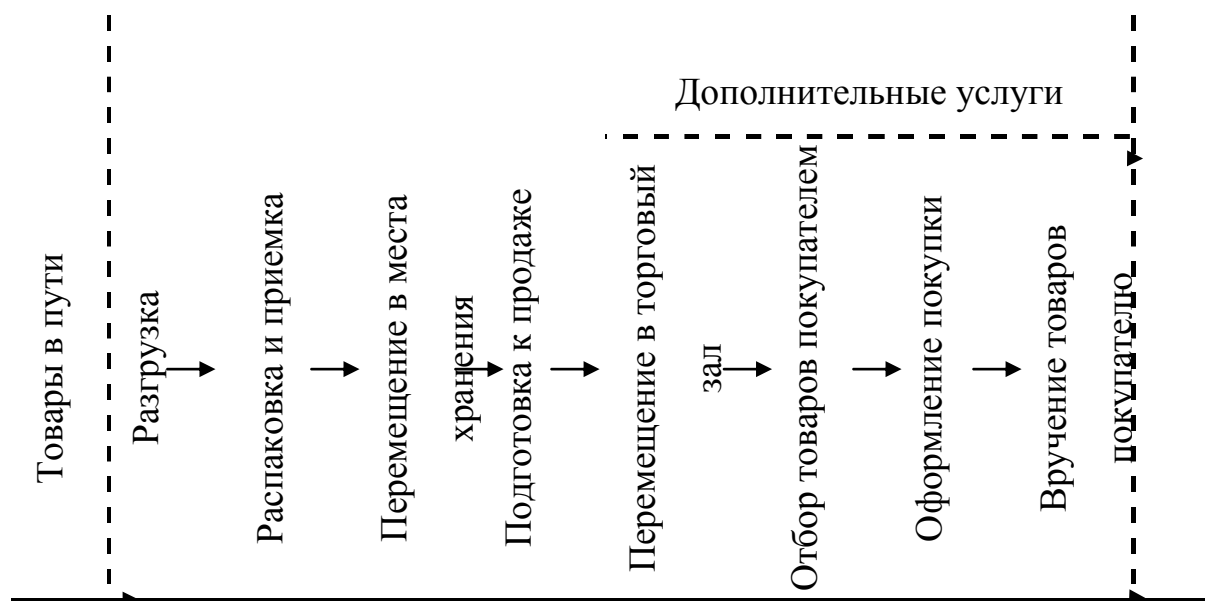 Дополнительные услуги
Товары в пути
Разгрузка
Распаковка и приемка
Перемещение в места
хранения
Подготовка к продаже
Перемещение в торговый
зал
Отбор товаров покупателем
Оформление покупки
Вручение товаров
покупателю